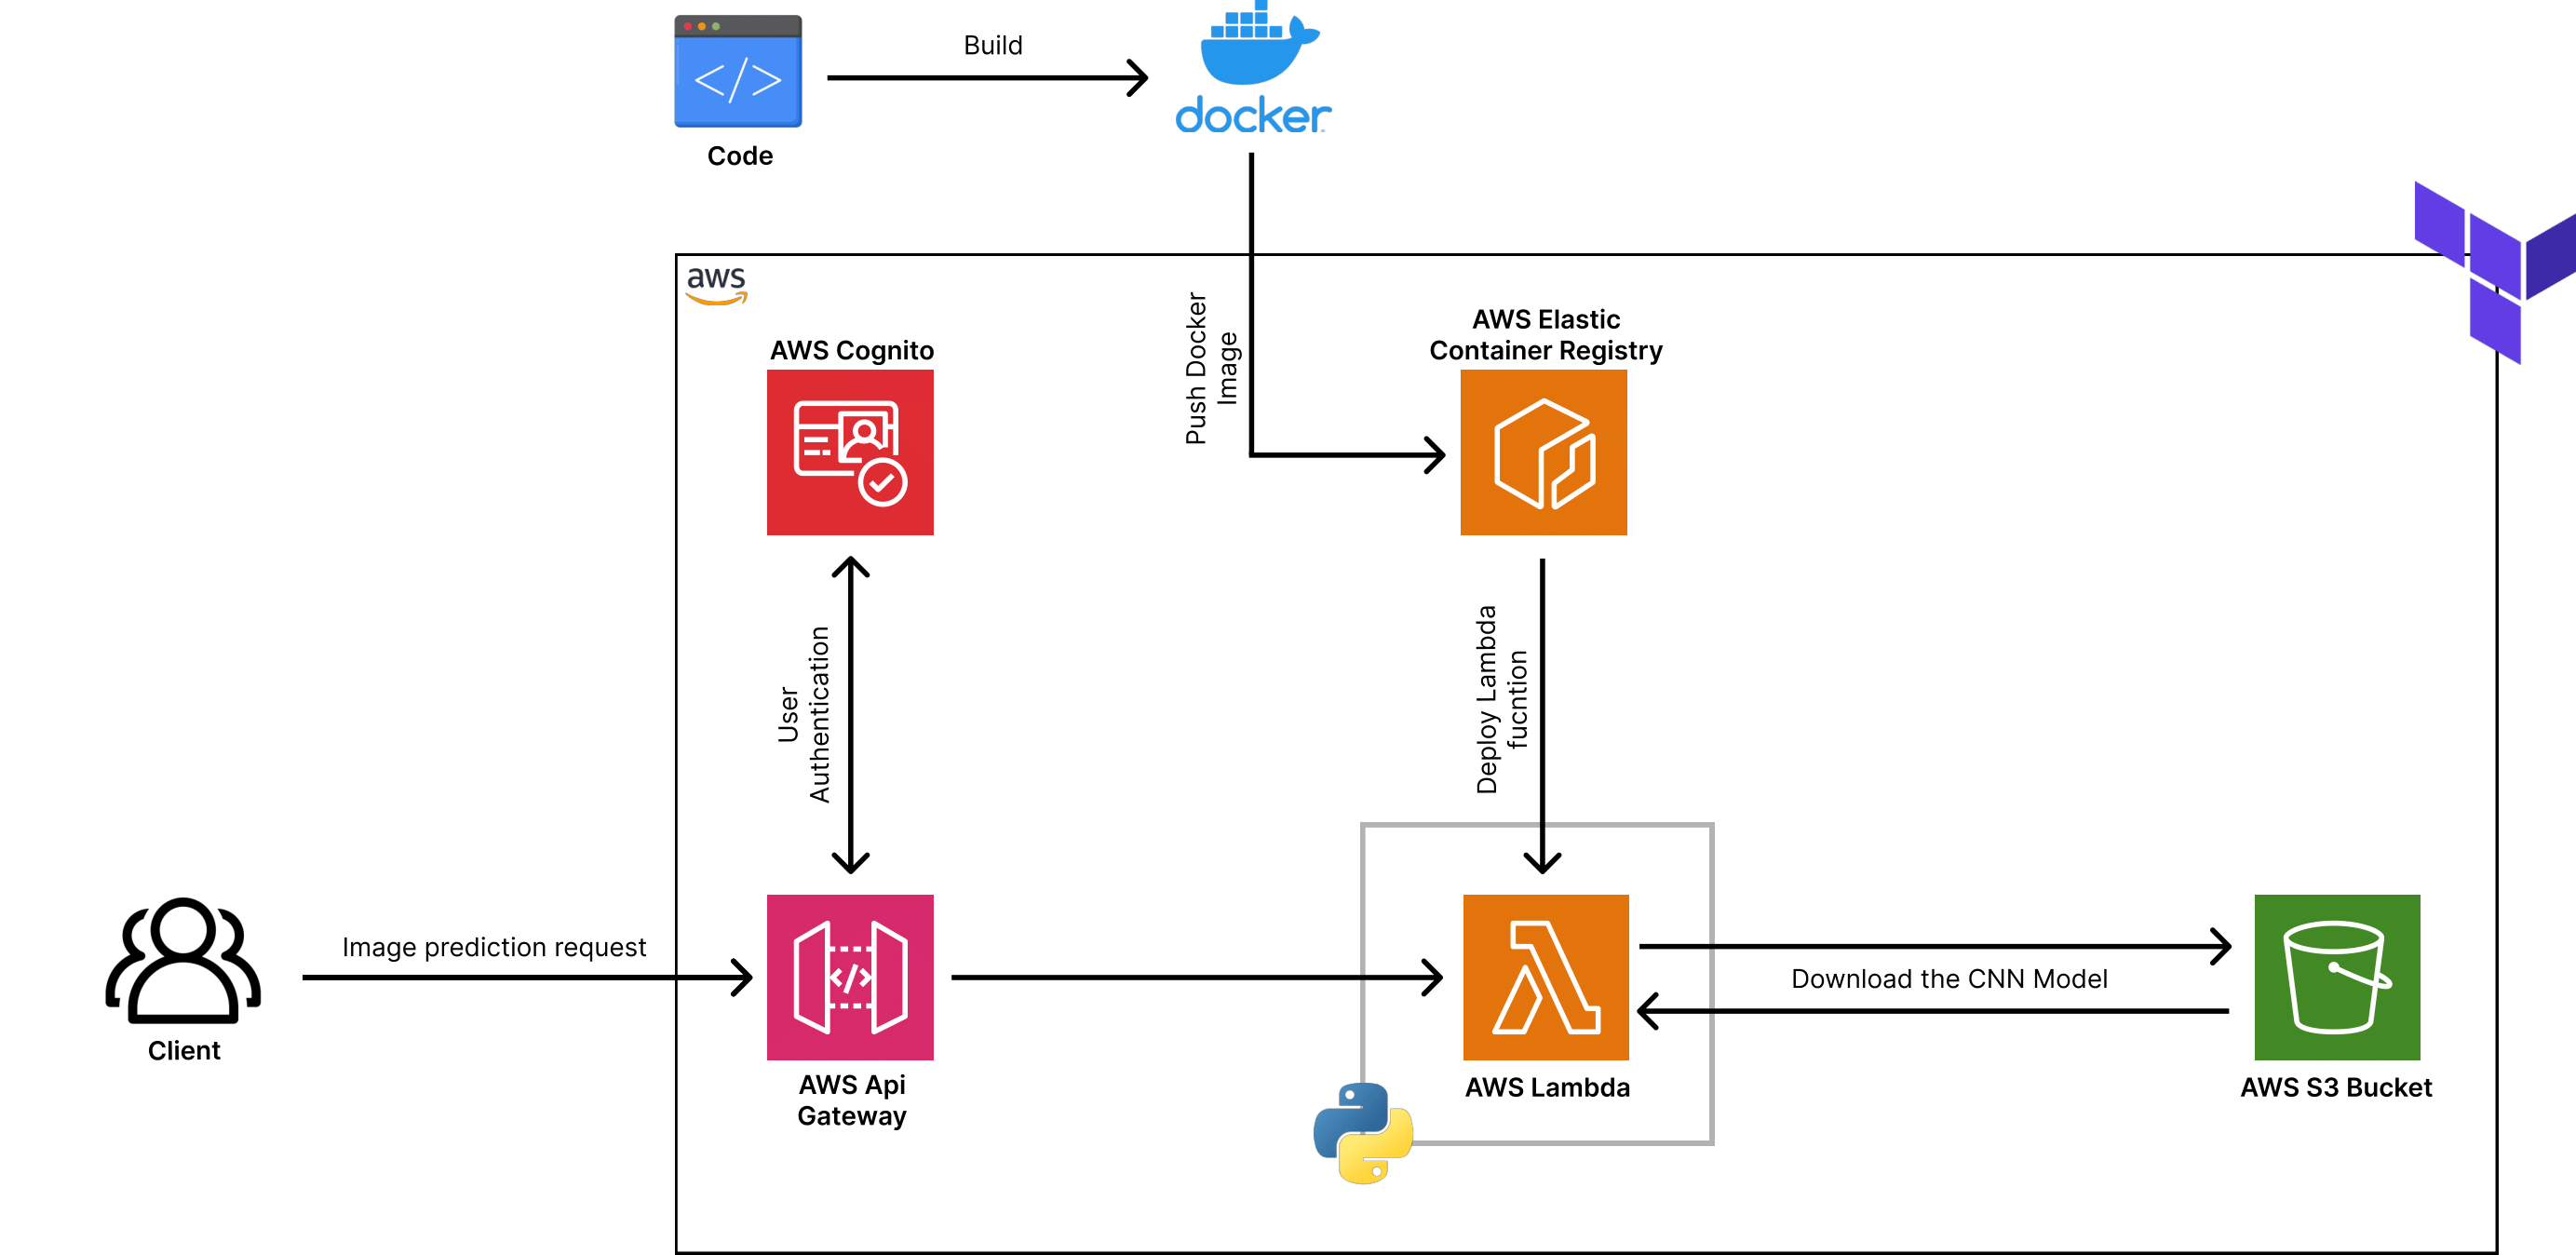 Build
docker
Code
aws
AWS Elastic
Container Registry
AWS Cognito
Push Docker
Image
User
Authentication
Deploy Lambda
fucntion
Image prediction request
Client
</>
Download the CNN Model
AWS Api
Gateway
AWS Lambda
AWS S3 Bucket